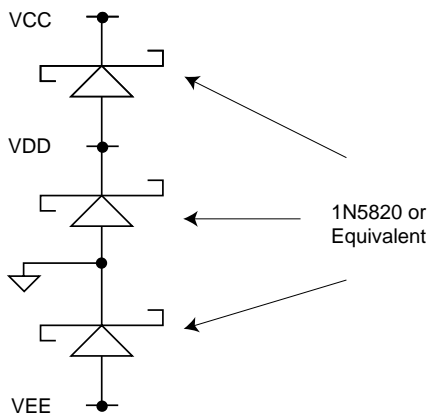 VCC
VDD
1N5820 or
Equivalent
VEE